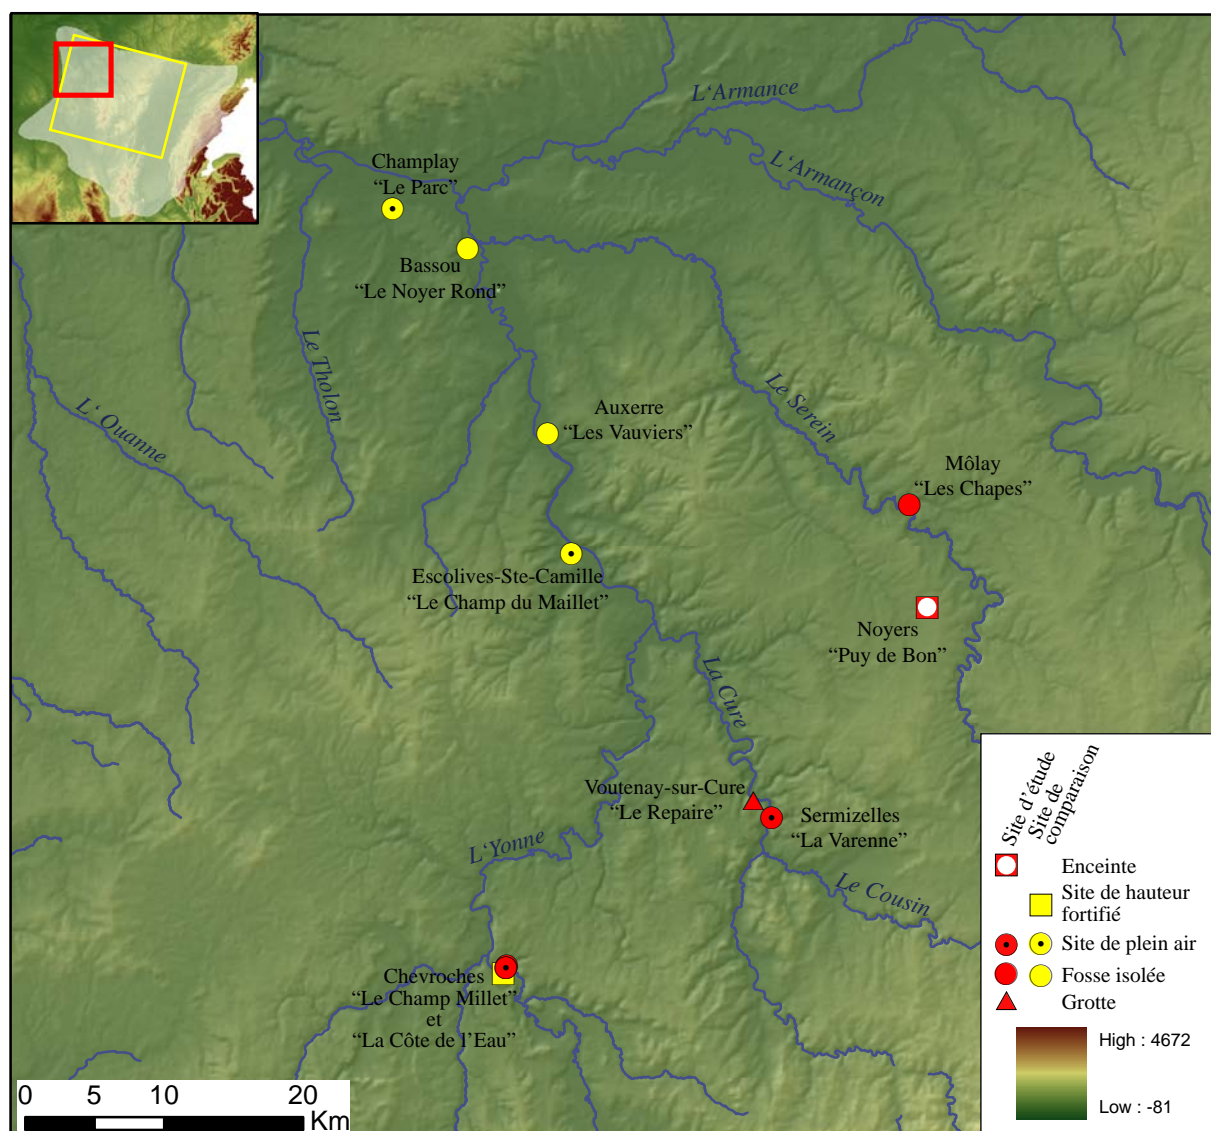 L‘Armance
L‘Armançon
Champlay
“Le Parc”
Bassou
“Le Noyer Rond”
Le Tholon
L‘ Ouanne
Le Serein
Auxerre
“Les Vauviers”
Môlay
“Les Chapes”
Escolives-Ste-Camille
“Le Champ du Maillet”
Noyers
“Puy de Bon”
La Cure
Voutenay-sur-Cure
“Le Repaire”
Sermizelles
“La Varenne”
L‘Yonne
Le Cousin
Chevroches
“Le Champ Millet”
et
“La Côte de l’Eau”
Site d’étude
Site de
comparaison
Enceinte
Site de hauteur
fortifié
Site de plein air
Fosse isolée
Grotte
High : 4672
Low : -81
0 5 10 20
Km